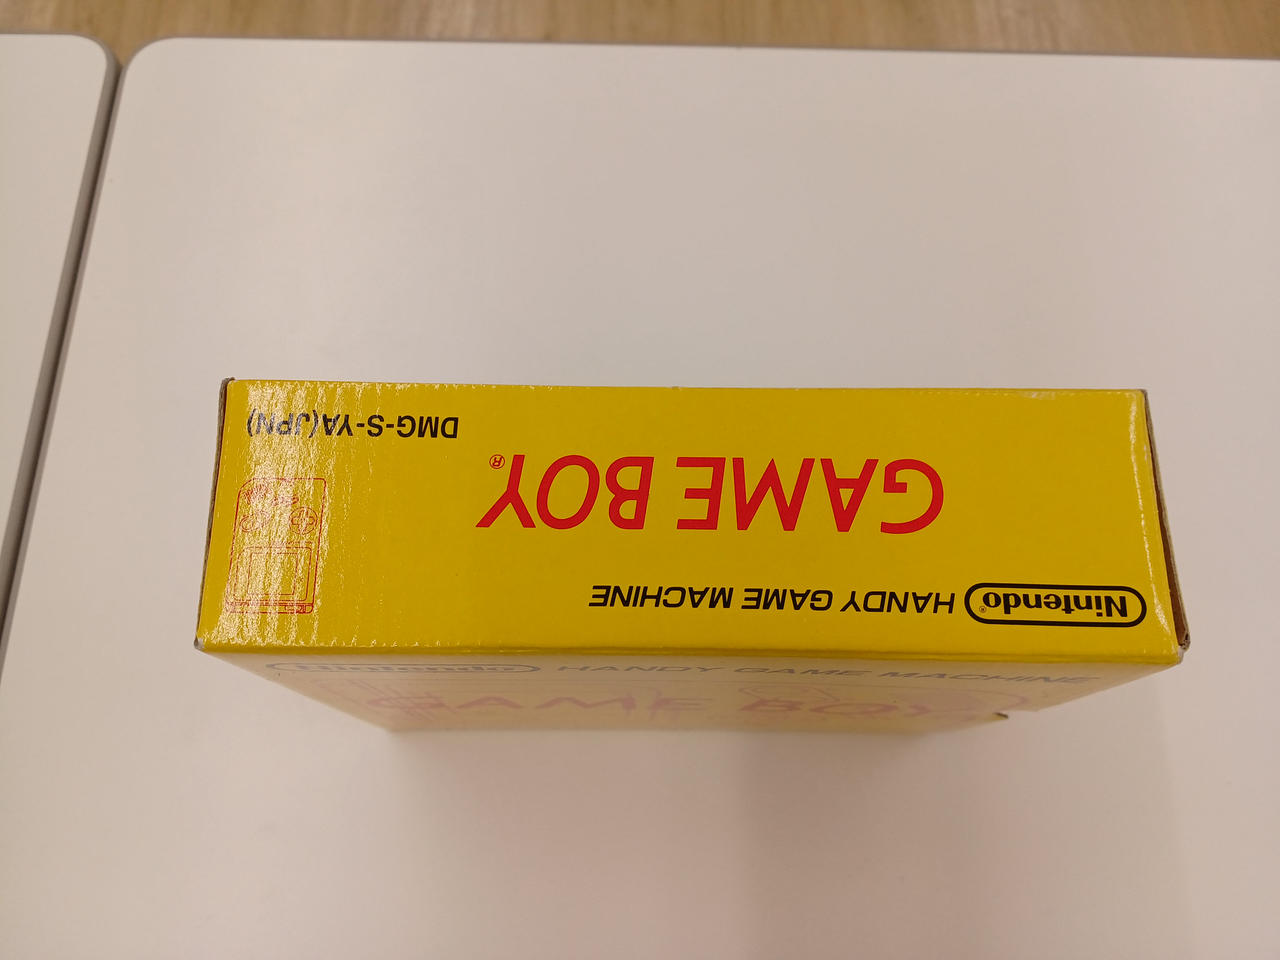 Nintendo® HANDY GAME MACHINE
GAME BOY®
DMG-S-YA(JPN)
Nintendo HANDY GAME MACHINE
GAME BOY